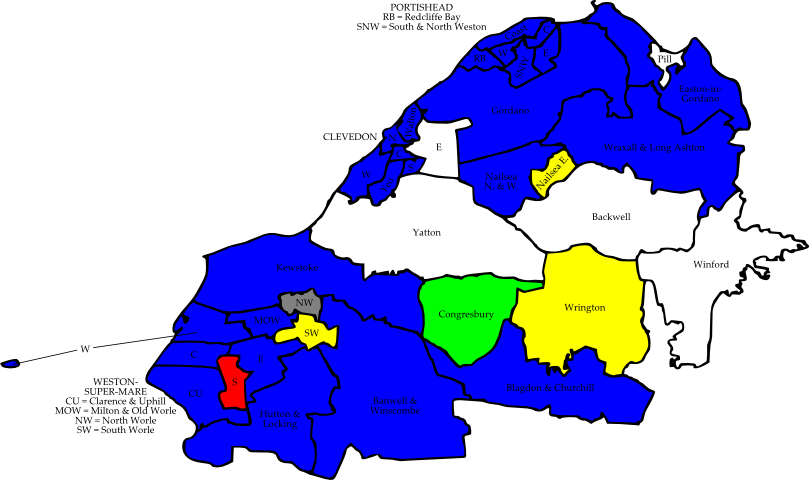 PORTISHEAD
RB = Redcliffe Bay
SNW = South & North Weston
Pill
Easton-in-
Gordano
Gordano
CLEVEDON
E
Wraxall & Long Ashton
Nailsea
N. & W.
Nailsea E.
W
Backwell
Yatton
Winford
Kewstoke
NW
Congresbury
Wrington
MOW
SW
W
C
E
S
CU
WESTON-
SUPER-MARE
CU = Clarence & Uphill
MOW = Milton & Old Worle
NW = North Worle
SW = South Worle
Blagdon & Churchill
Banwell &
Winscombe
Hutton &
Locking